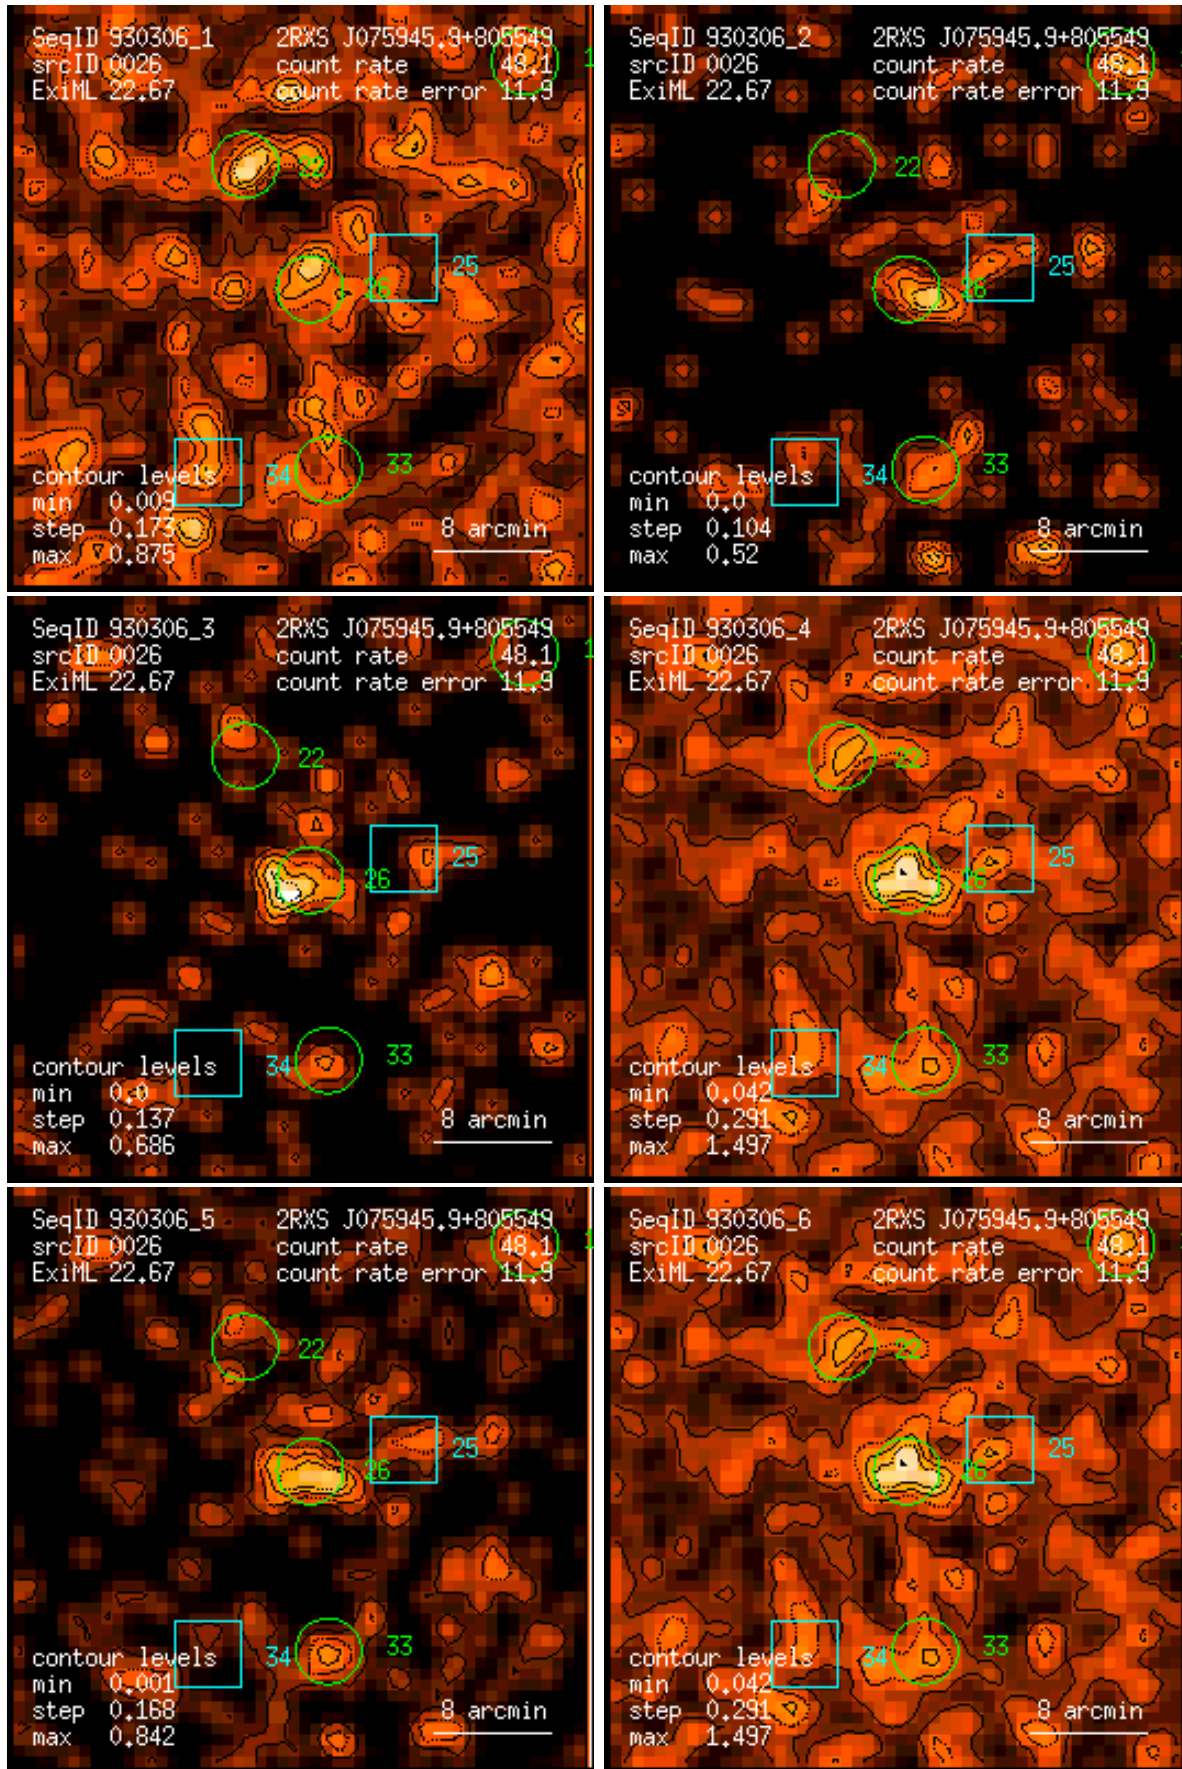 SeqID 930306_1 2RXS J075945.9+805549
srcID 0026 count rate 48.1 1
ExiML 22.67 count rate error 11.9
22
25
26
33
34
contour levels
min 0.009
step 0.173 8 arcmin
max 0.875
SeqID 930306_2 2RXS J075945.9+805549
srcID 0026 count rate 48.1
ExiML 22.67 count rate error 11.9
22
25
26
33
34
contour levels
min 0.0
step 0.104 8 arcmin
max 0.52
SeqID 930306_3 2RXS J075945.9+805549
srcID 0026 count rate 48.1 1
ExiML 22.67 count rate error 11.9
22
25
26
33
34
contour levels
min 0.0
step 0.137 8 arcmin
max 0.686
SeqID 930306_4 2RXS J075945.9+805549
srcID 0026 count rate 48.1
ExiML 22.67 count rate error 11.9
22
25
26
33
34
contour levels
min 0.042
step 0.291 8 arcmin
max 1.497
SeqID 930306_5 2RXS J075945.9+805549
srcID 0026 count rate 48.1 1
ExiML 22.67 count rate error 11.9
22
25
26
33
34
contour levels
min 0.001
step 0.168 8 arcmin
max 0.842
SeqID 930306_6 2RXS J075945.9+805549
srcID 0026 count rate 48.1
ExiML 22.67 count rate error 11.9
22
25
26
33
34
contour levels
min 0.042
step 0.291 8 arcmin
max 1.497